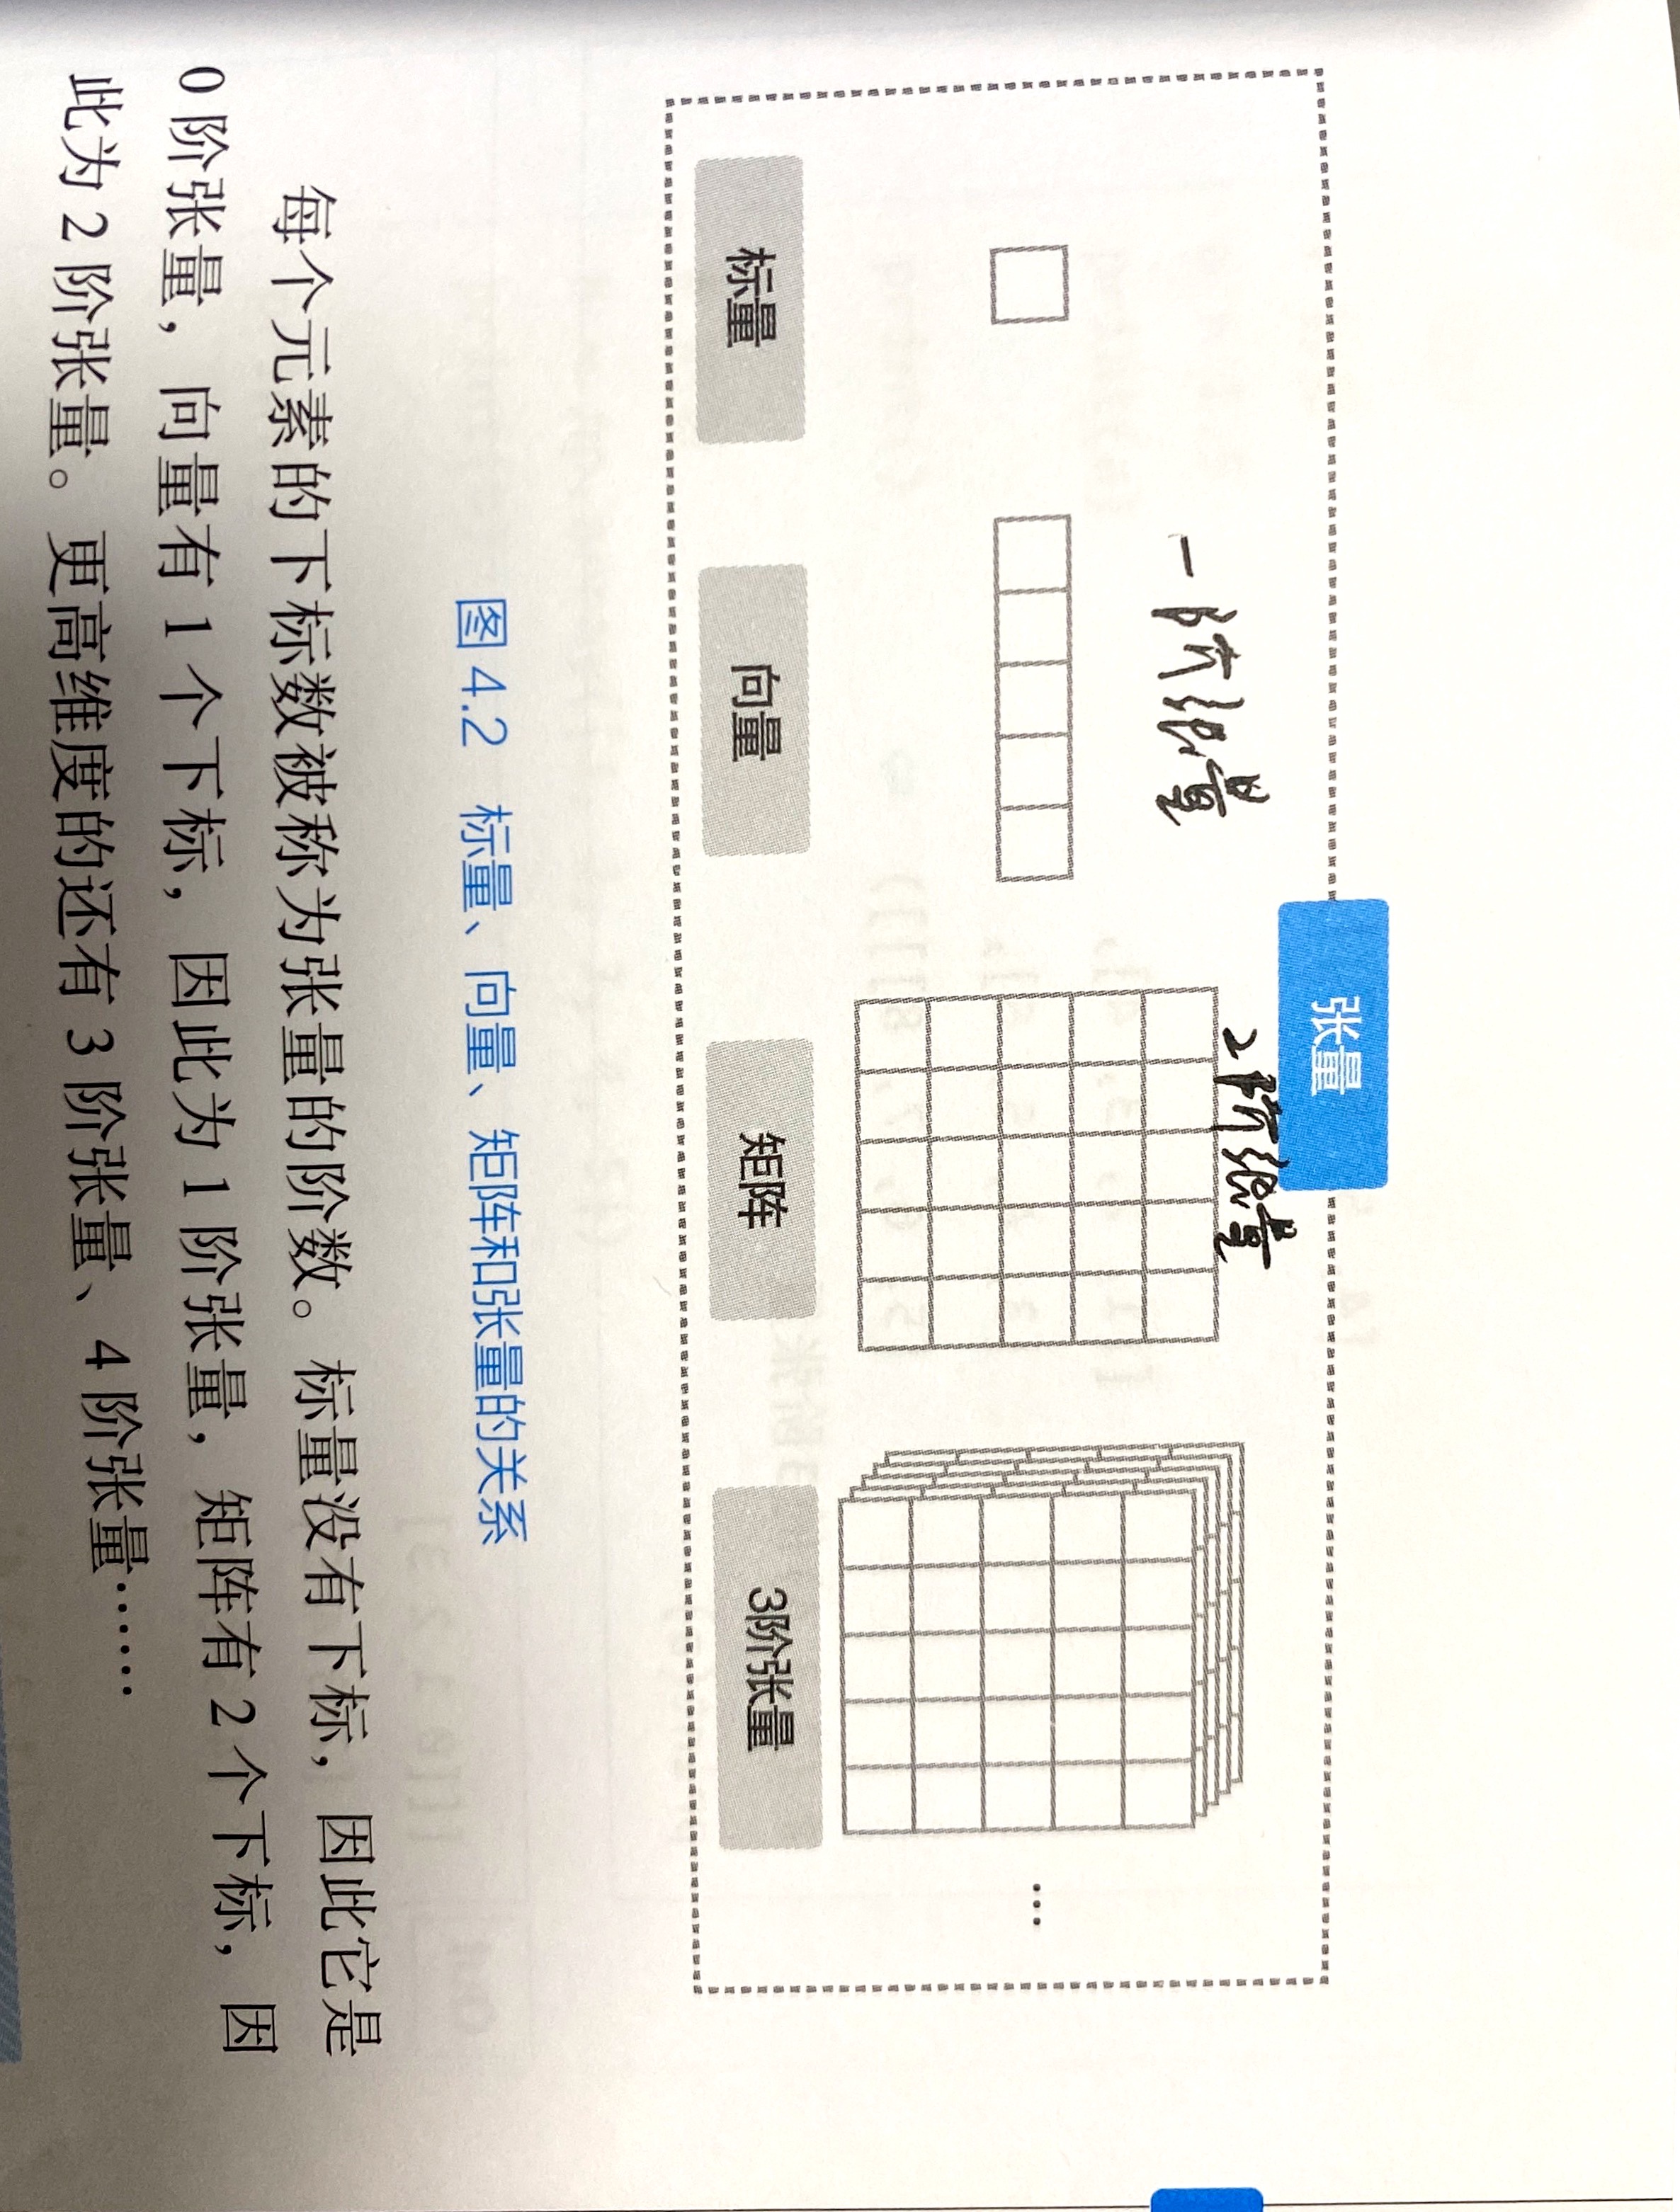 张量
一阶张量
2阶张量
标量
向量
矩阵
3阶张量
…
图 4.2 标量、向量、矩阵和张量的关系
每个元素的下标数被称为张量的阶数。标量没有下标，因此它是
0 阶张量，向量有 1 个下标，因此为 1 阶张量，矩阵有 2 个下标，因
此为 2 阶张量。更高维度的还有 3 阶张量、4 阶张量……